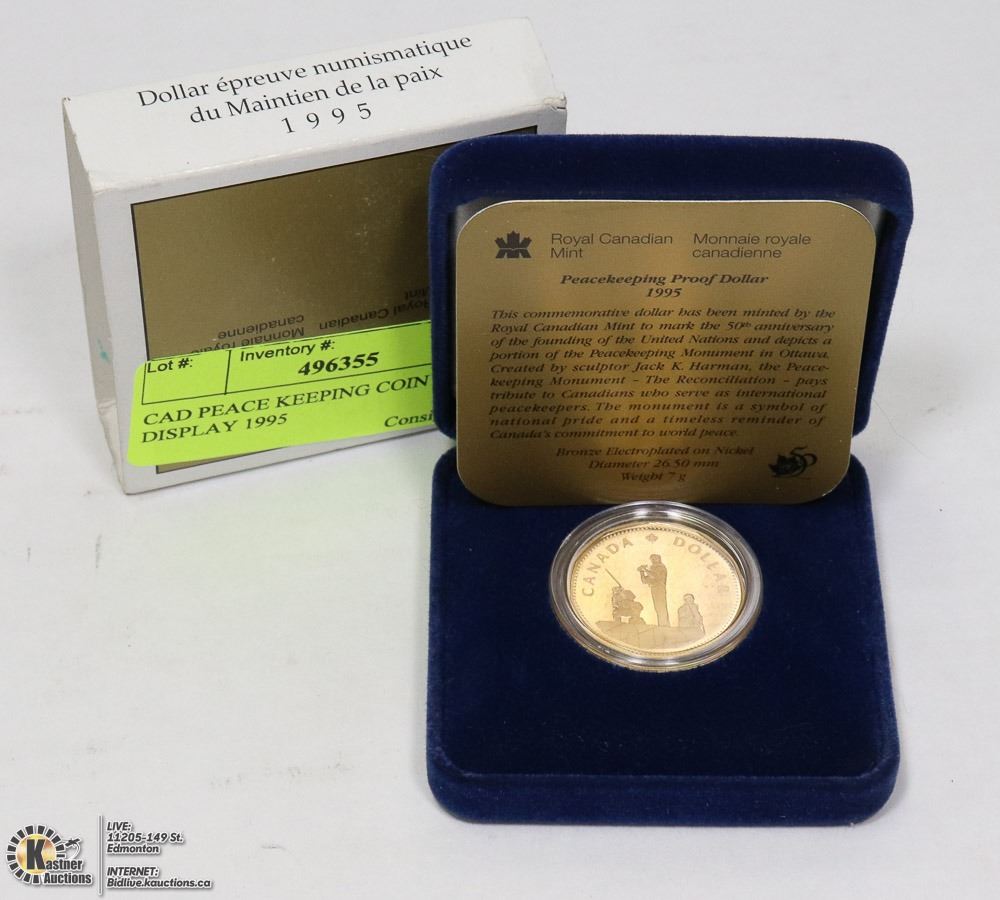 Dollar épreuve numismatique
du Maintien de la paix
1995
Royal Canadian
Mint
Monnaie royale
canadienne
Lot #:
Inventory #:
496355
CAD PEACE KEEPING COIN
DISPLAY 1995
Consi
Royal Canadian
Mint
Monnaie royale
canadienne
Peacekeeping Proof Dollar
1995
This commemorative dollar has been minted by the
Royal Canadian Mint to mark the 50th anniversary
of the founding of the United Nations and depicts a
portion of the Peacekeeping Monument in Ottawa.
Created by sculptor Jack K. Harman, the Peace-
keeping Monument - The Reconciliation - pays
tribute to Canadians who serve as international
peacekeepers. The monument is a symbol of
national pride and a timeless reminder of
Canada's commitment to world peace.
Bronze Electroplated on Nickel
Diameter 26.50 mm
Weight 7 g
50
CANADA DOLLAR
Kastner
Auctions
LIVE:
11205-149 St.
Edmonton
INTERNET:
Bidlive.kauctions.ca